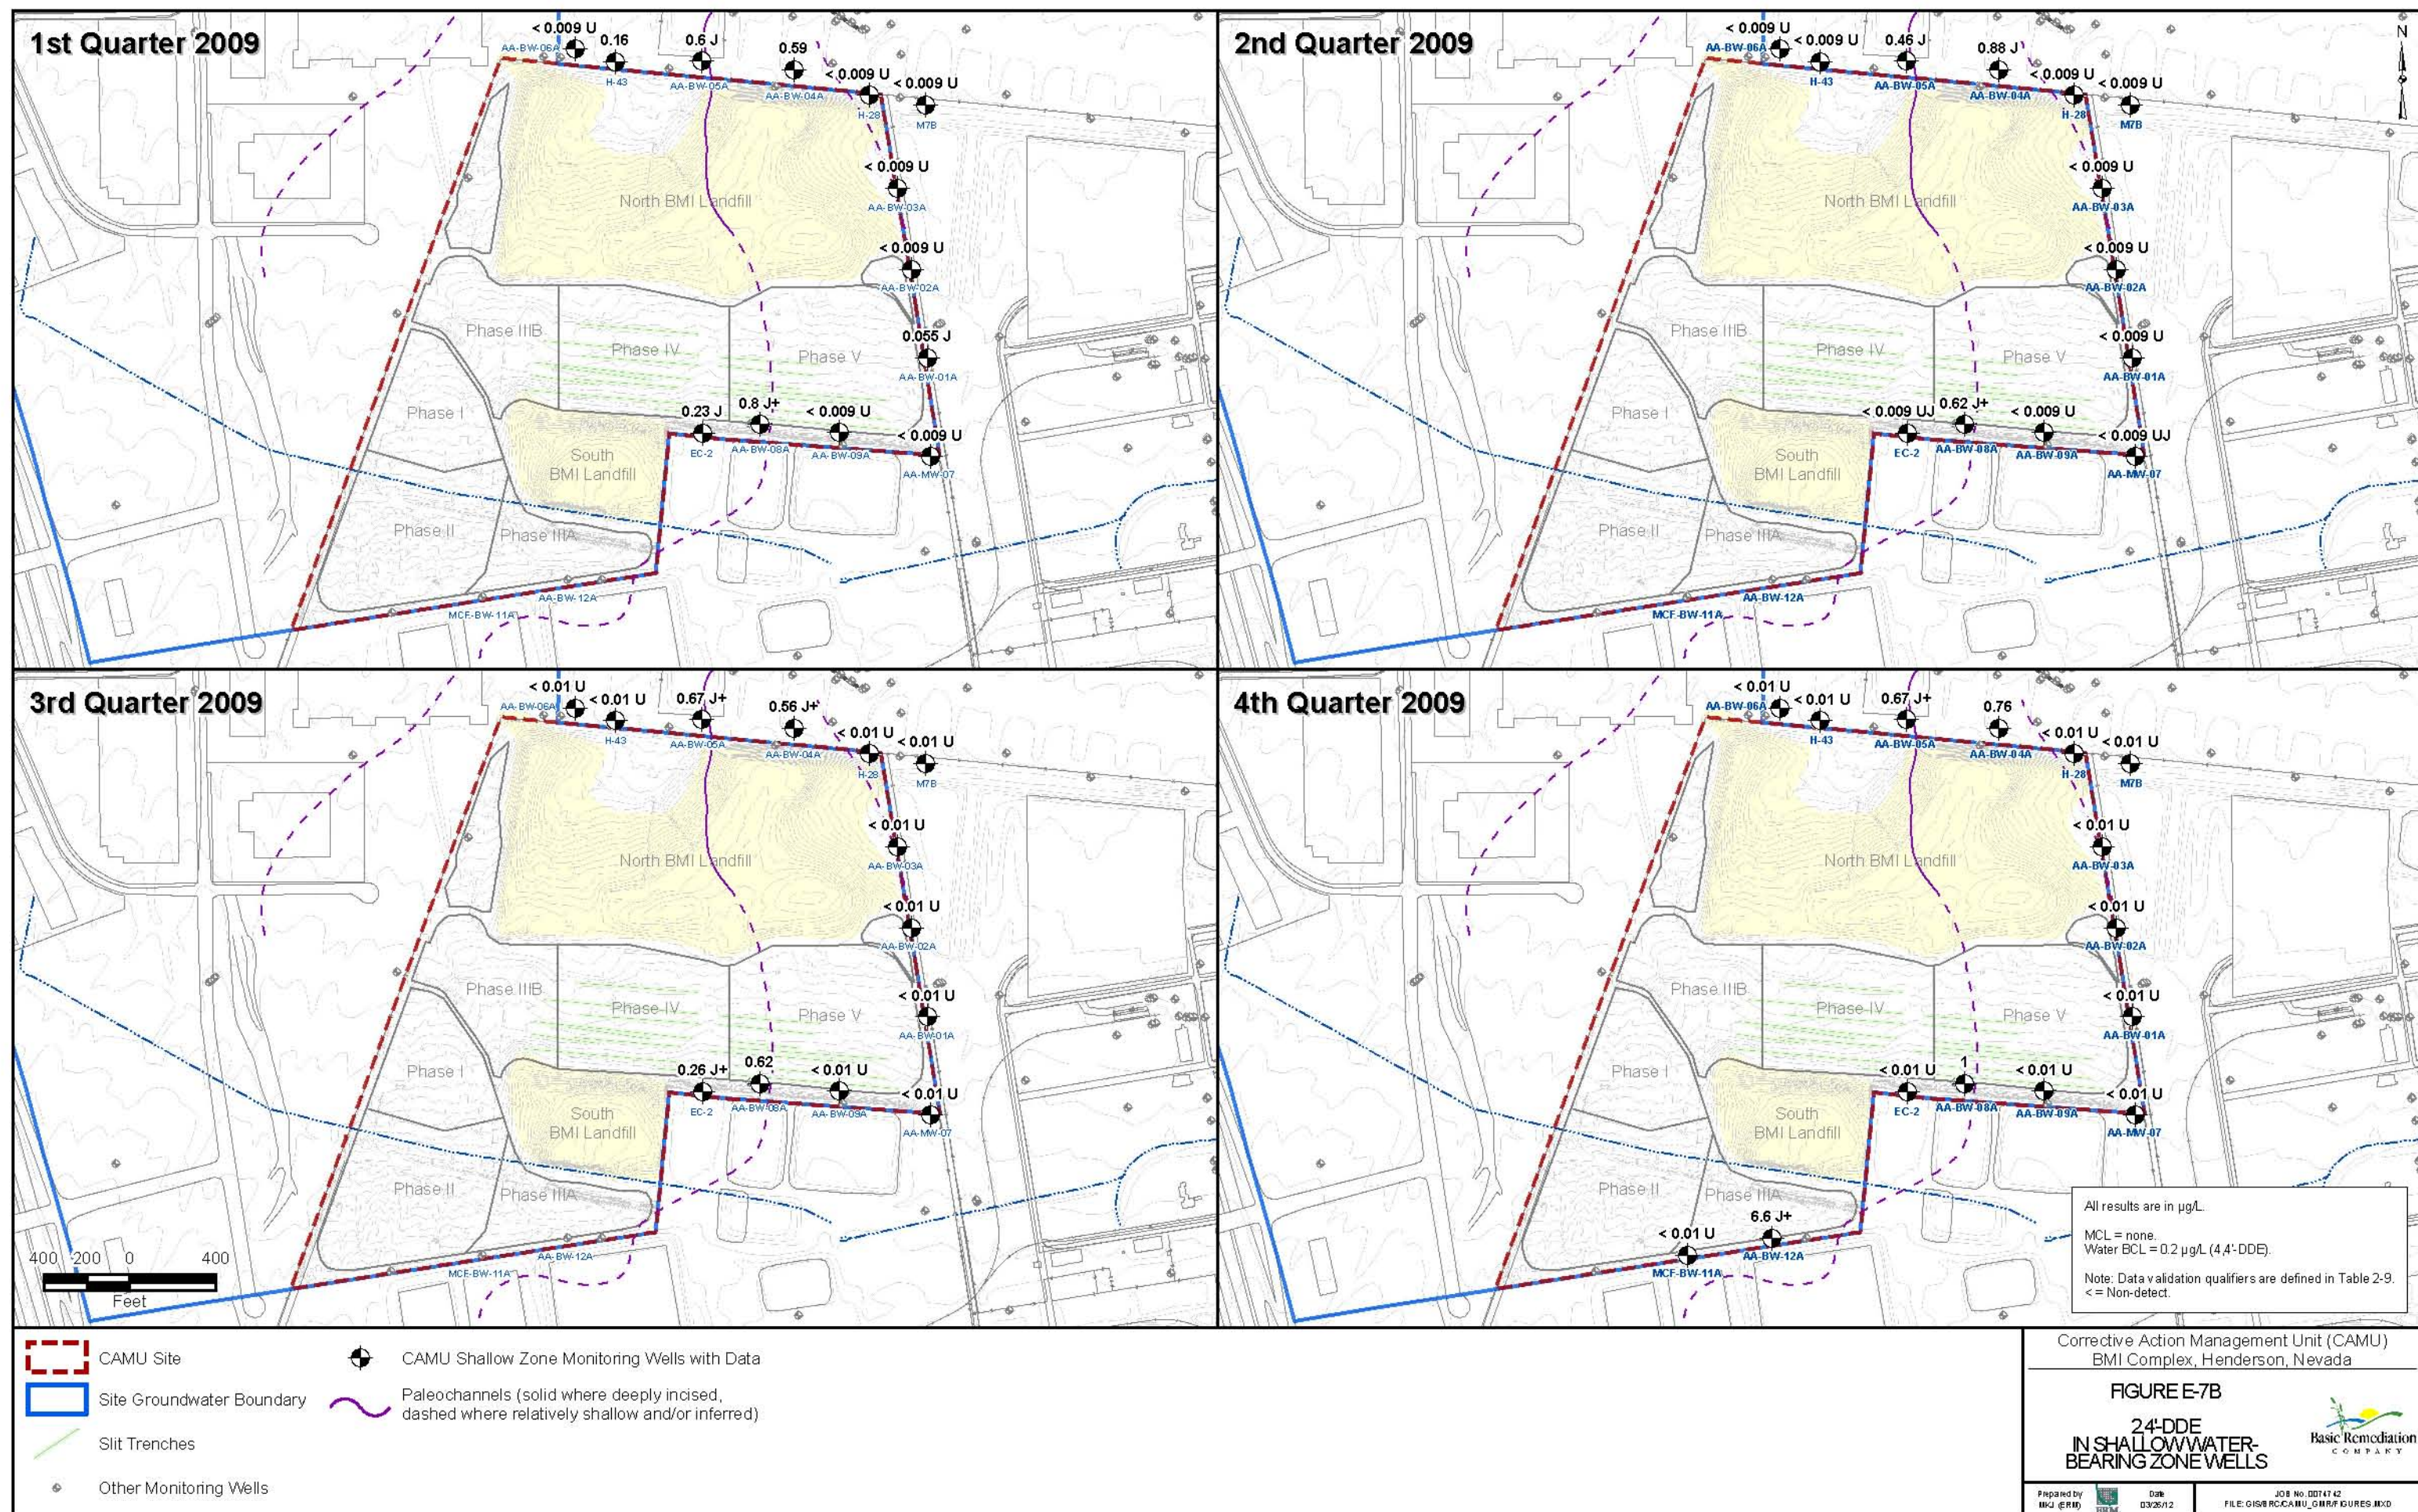 1st Quarter 2009
< 0.009 U
0.16
0.6 J
0.59
< 0.009 U
< 0.009 U
AA-BW-06A
H-43
AA-BW-05A
AA-BW-04A
H-28
M7B
< 0.009 U
AA-BW-03A
North BMI Landfill
< 0.009 U
AA-BW-02A
Phase IIIB
Phase IV
Phase V
0.055 J
AA-BW-01A
Phase I
0.23 J
0.8 J+
< 0.009 U
< 0.009 U
EC-2
AA-BW-08A
AA-BW-09A
AA-MW-07
South
BMI Landfill
Phase II
Phase IIIA
AA-BW-12A
MCF-BW-11A
2nd Quarter 2009
N
< 0.009 U
< 0.009 U
0.46 J
0.88 J
< 0.009 U
< 0.009 U
AA-BW-06A
H-43
AA-BW-05A
AA-BW-04A
H-28
M7B
< 0.009 U
AA-BW-03A
North BMI Landfill
< 0.009 U
AA-BW-02A
Phase IIIB
Phase IV
Phase V
< 0.009 U
AA-BW-01A
Phase I
< 0.009 UJ
0.62 J+
< 0.009 U
< 0.009 UJ
EC-2
AA-BW-08A
AA-BW-09A
AA-MW-07
South
BMI Landfill
Phase II
Phase IIIA
AA-BW-12A
MCF-BW-11A
3rd Quarter 2009
< 0.01 U
< 0.01 U
0.67 J+
0.56 J+
< 0.01 U
< 0.01 U
AA-BW-06A
H-43
AA-BW-05A
AA-BW-04A
H-28
M7B
< 0.01 U
AA-BW-03A
North BMI Landfill
< 0.01 U
AA-BW-02A
Phase IIIB
Phase IV
Phase V
< 0.01 U
AA-BW-01A
Phase I
0.26 J+
0.62
< 0.01 U
< 0.01 U
EC-2
AA-BW-08A
AA-BW-09A
AA-MW-07
South
BMI Landfill
Phase II
Phase IIIA
AA-BW-12A
MCF-BW-11A
400 200 0 400
Feet
4th Quarter 2009
< 0.01 U
< 0.01 U
0.67 J+
0.76
< 0.01 U
< 0.01 U
AA-BW-06A
H-43
AA-BW-05A
AA-BW-04A
H-28
M7B
< 0.01 U
AA-BW-03A
North BMI Landfill
< 0.01 U
AA-BW-02A
Phase IIIB
Phase IV
Phase V
< 0.01 U
AA-BW-01A
Phase I
< 0.01 U
1
< 0.01 U
< 0.01 U
EC-2
AA-BW-08A
AA-BW-09A
AA-MW-07
South
BMI Landfill
Phase II
Phase IIIA
< 0.01 U
6.6 J+
AA-BW-12A
MCF-BW-11A
All results are in µg/L.
MCL = none.
Water BCL = 0.2 µg/L (4,4'-DDE).
Note: Data validation qualifiers are defined in Table 2-9.
< = Non-detect.
CAMU Site
Site Groundwater Boundary
Slit Trenches
Other Monitoring Wells
CAMU Shallow Zone Monitoring Wells with Data
Paleochannels (solid where deeply incised,
dashed where relatively shallow and/or inferred)
Corrective Action Management Unit (CAMU)
BMI Complex, Henderson, Nevada
FIGURE E-7B
2,4'-DDE
IN SHALLOW WATER-
BEARING ZONE WELLS
Basic Remediation
COMPANY
Prepared by
MKJ (ERM)
ERM
Date
03/26/12
JOB No. 0074742
FILE: GIS/BRC/CAMU_GMR/FIGURES.MXD